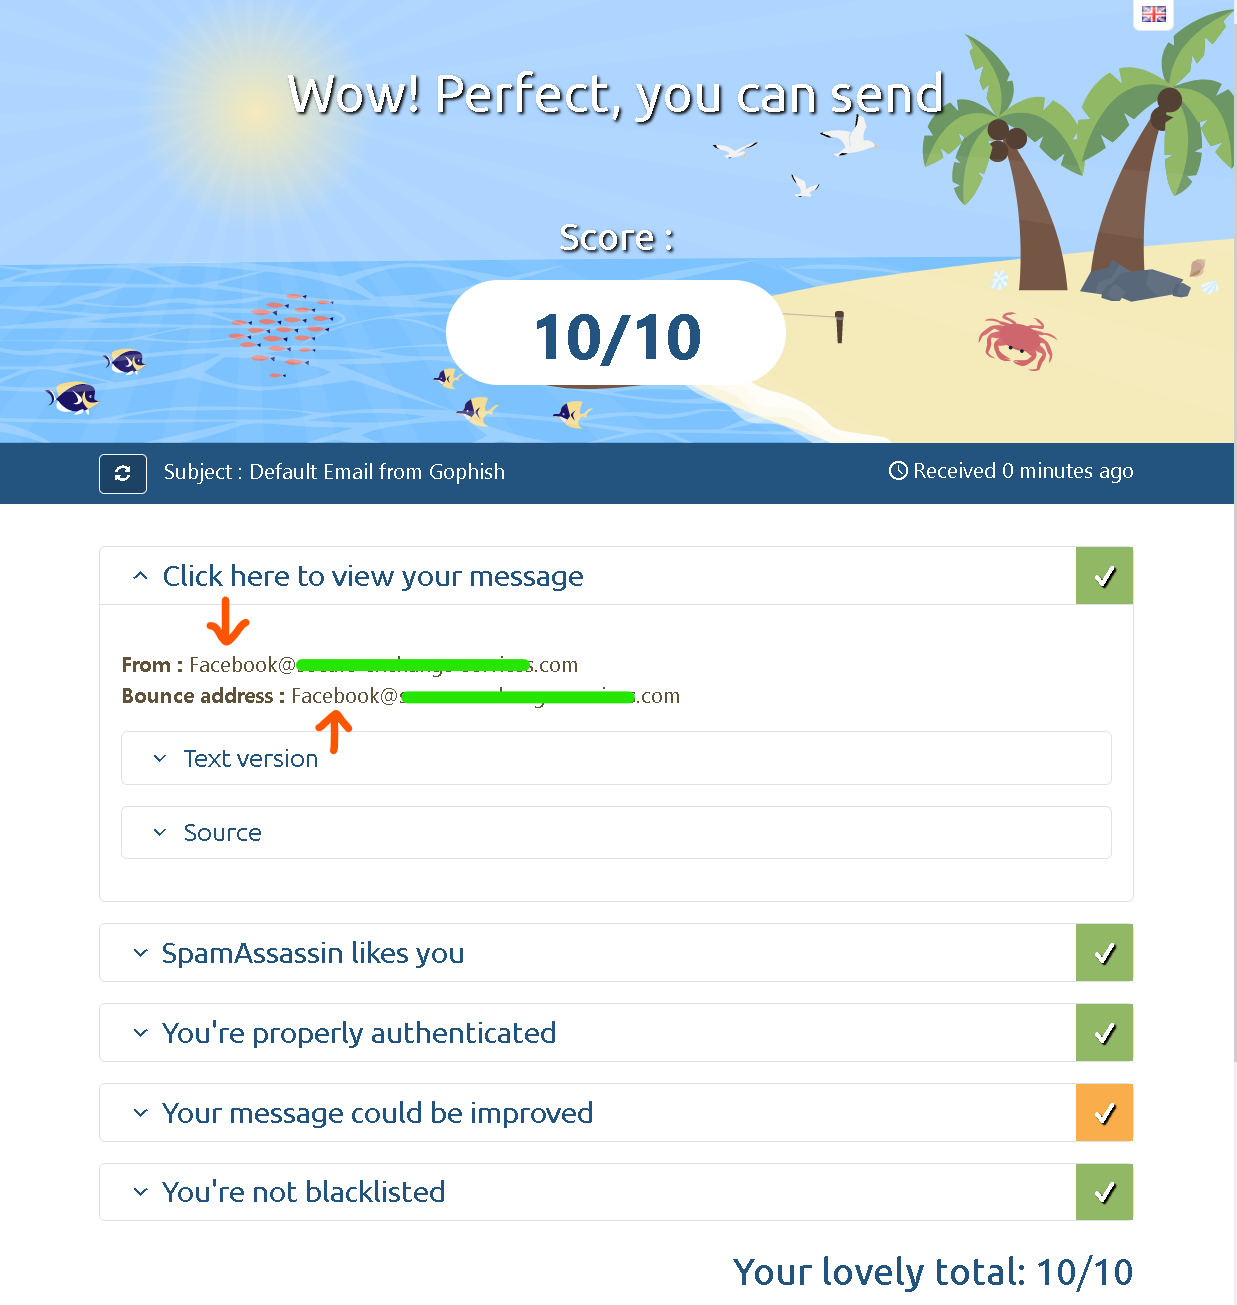 Wow! Perfect, you can send
Score :
10/10
Subject : Default Email from Gophish
Received 0 minutes ago
Click here to view your message
From : Facebook@ .com
Bounce address : Facebook@ .com
Text version
Source
SpamAssassin likes you
You're properly authenticated
Your message could be improved
You're not blacklisted
Your lovely total: 10/10